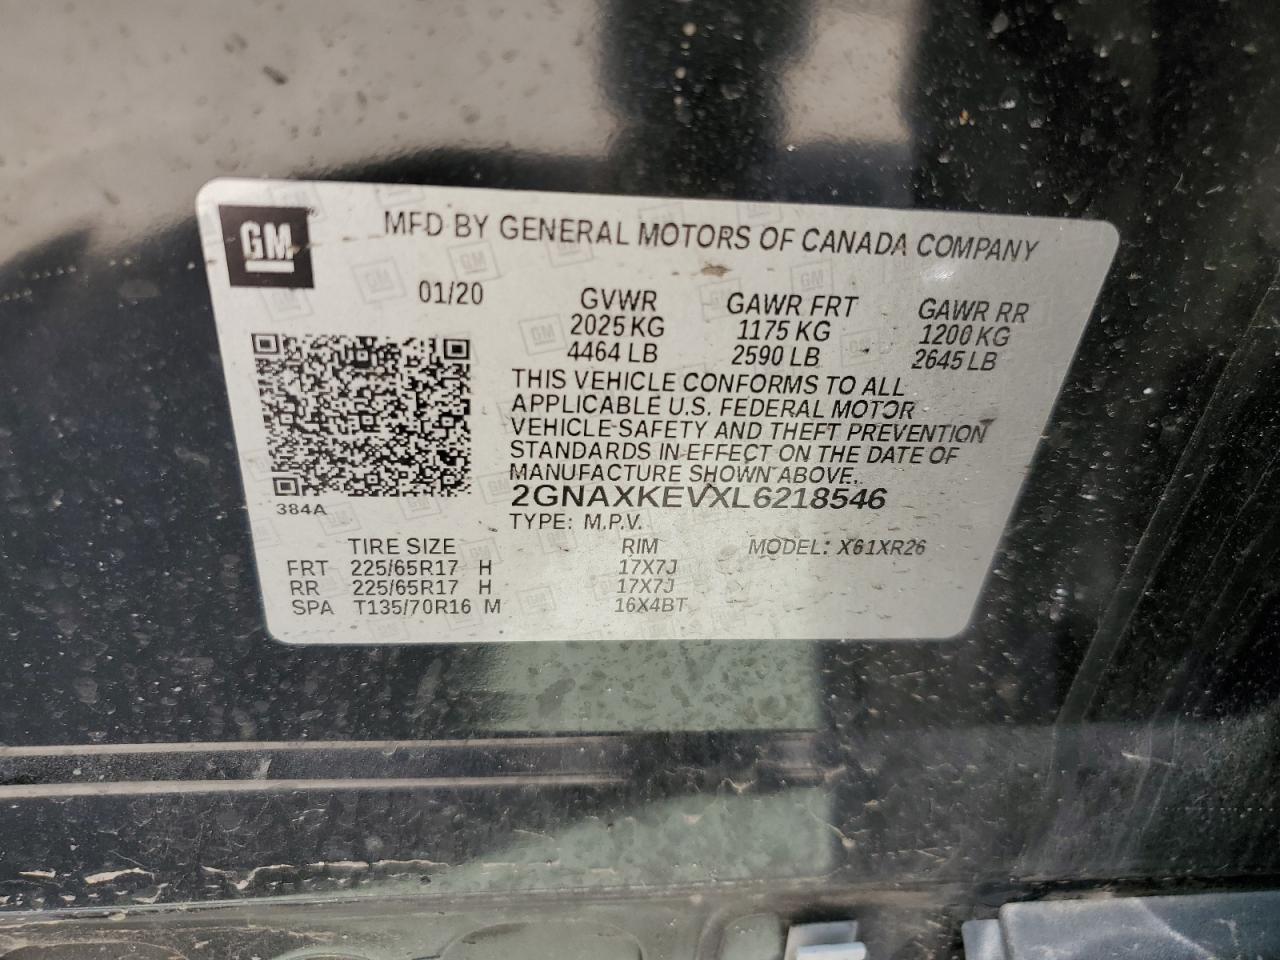 GM
MFD BY GENERAL MOTORS OF CANADA COMPANY
01/20
GVWR GAWR FRT GAWR RR
2025 KG 1175 KG 1200 KG
4464 LB 2590 LB 2645 LB
THIS VEHICLE CONFORMS TO ALL
APPLICABLE U.S. FEDERAL MOTOR
VEHICLE SAFETY AND THEFT PREVENTION
STANDARDS IN EFFECT ON THE DATE OF
MANUFACTURE SHOWN ABOVE.
2GNAXKEVXL6218546
384A
TYPE: M.P.V.
TIRE SIZE RIM MODEL: X61XR26
FRT 225/65R17 H 17X7J
RR 225/65R17 H 17X7J
SPA T135/70R16 M 16X4BT